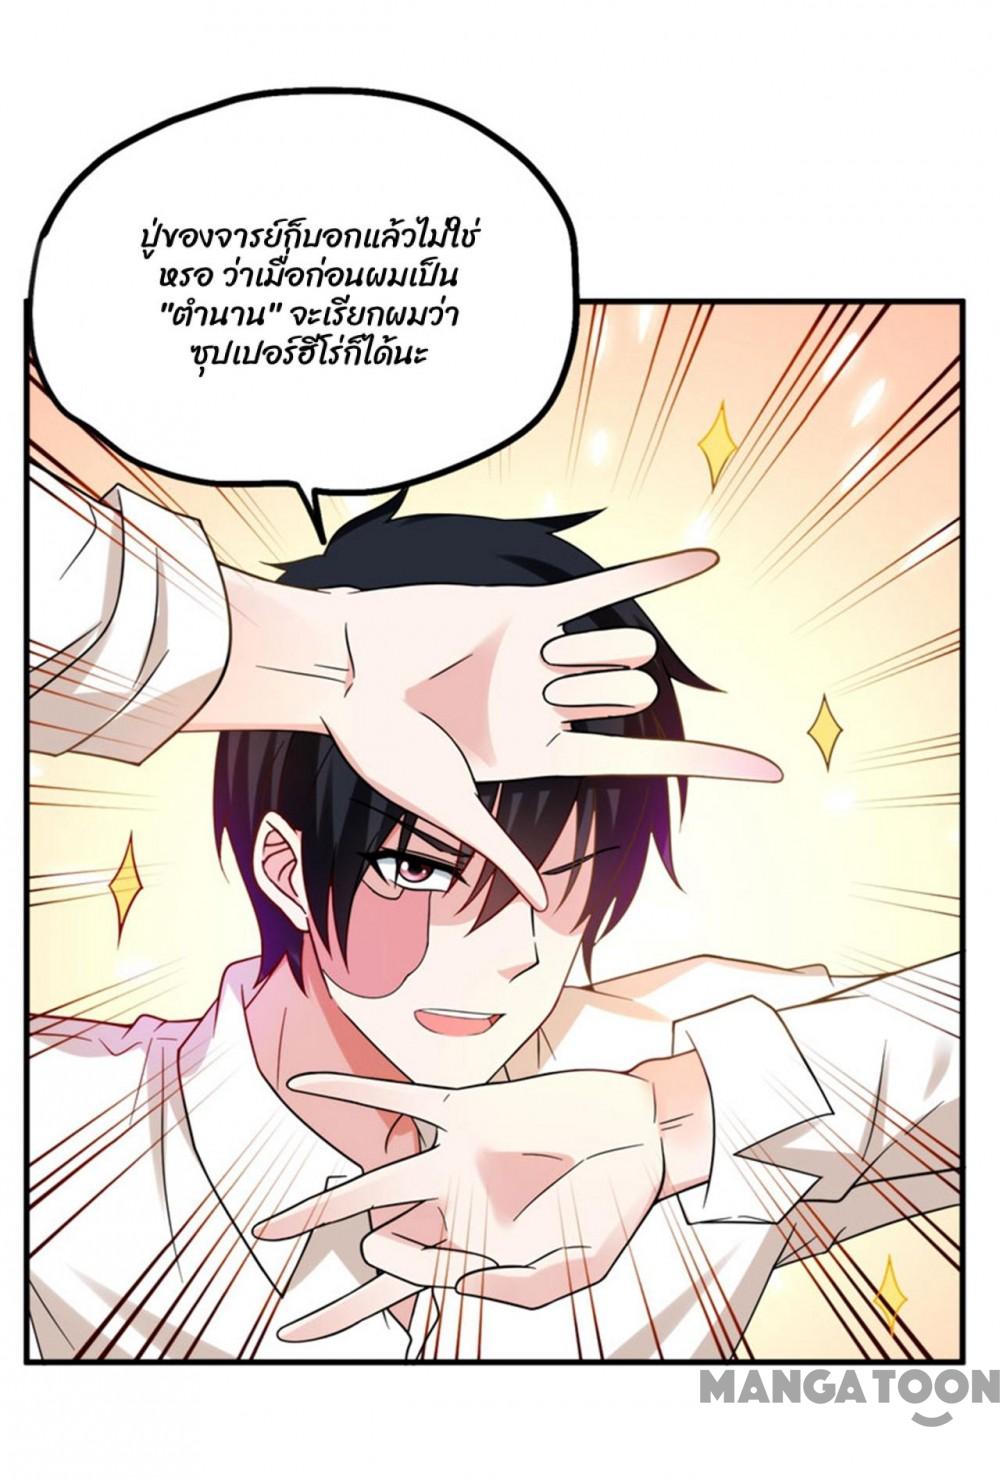 ปู่ของจารย์ก็บอกแล้วไม่ใช่
หรอ ว่าเมื่อก่อนผมเป็น
"ตำนาน" จะเรียกผมว่า
ซุปเปอร์ฮีโร่ก็ได้นะ
MANGATOON